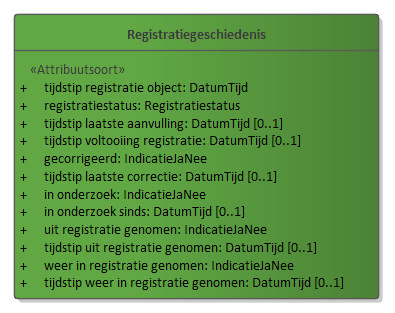 Registratiegeschiedenis
«Attribuutsoort»
+ tijdstip registratie object: DatumTijd
+ registratiestatus: Registratiestatus
+ tijdstip laatste aanvulling: DatumTijd [0..1]
+ tijdstip voltooiing registratie: DatumTijd [0..1]
+ gecorrigeerd: IndicatieJaNee
+ tijdstip laatste correctie: DatumTijd [0..1]
+ in onderzoek: IndicatieJaNee
+ in onderzoek sinds: DatumTijd [0..1]
+ uit registratie genomen: IndicatieJaNee
+ tijdstip uit registratie genomen: DatumTijd [0..1]
+ weer in registratie genomen: IndicatieJaNee
+ tijdstip weer in registratie genomen: DatumTijd [0..1]